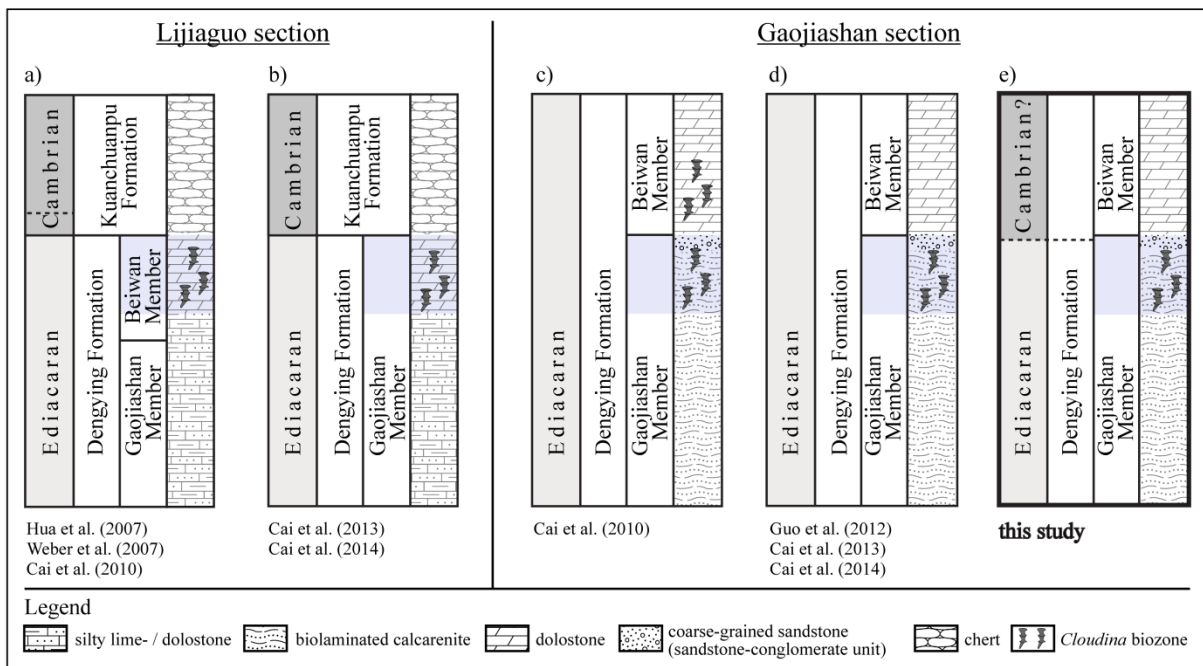 Lijiaguo section
Gaojiashan section
a)
Cambrian
Ediacaran
Kuanchuanpu
Formation
Dengying Formation
Beiwan
Member
Gaojiashan
Member
Hua et al. (2007)
Weber et al. (2007)
Cai et al. (2010)
b)
Cambrian
Ediacaran
Kuanchuanpu
Formation
Dengying Formation
Gaojiashan
Member
Cai et al. (2013)
Cai et al. (2014)
c)
Ediacaran
Dengying Formation
Beiwan
Member
Gaojiashan
Member
Cai et al. (2010)
d)
Ediacaran
Dengying Formation
Beiwan
Member
Gaojiashan
Member
Guo et al. (2012)
Cai et al. (2013)
Cai et al. (2014)
e)
Cambrian?
Ediacaran
Dengying Formation
Beiwan
Member
Gaojiashan
Member
this study
Legend
silty lime- / dolostone
biolaminated calcarenite
dolostone
coarse-grained sandstone
(sandstone-conglomerate unit)
chert
Cloudina biozone